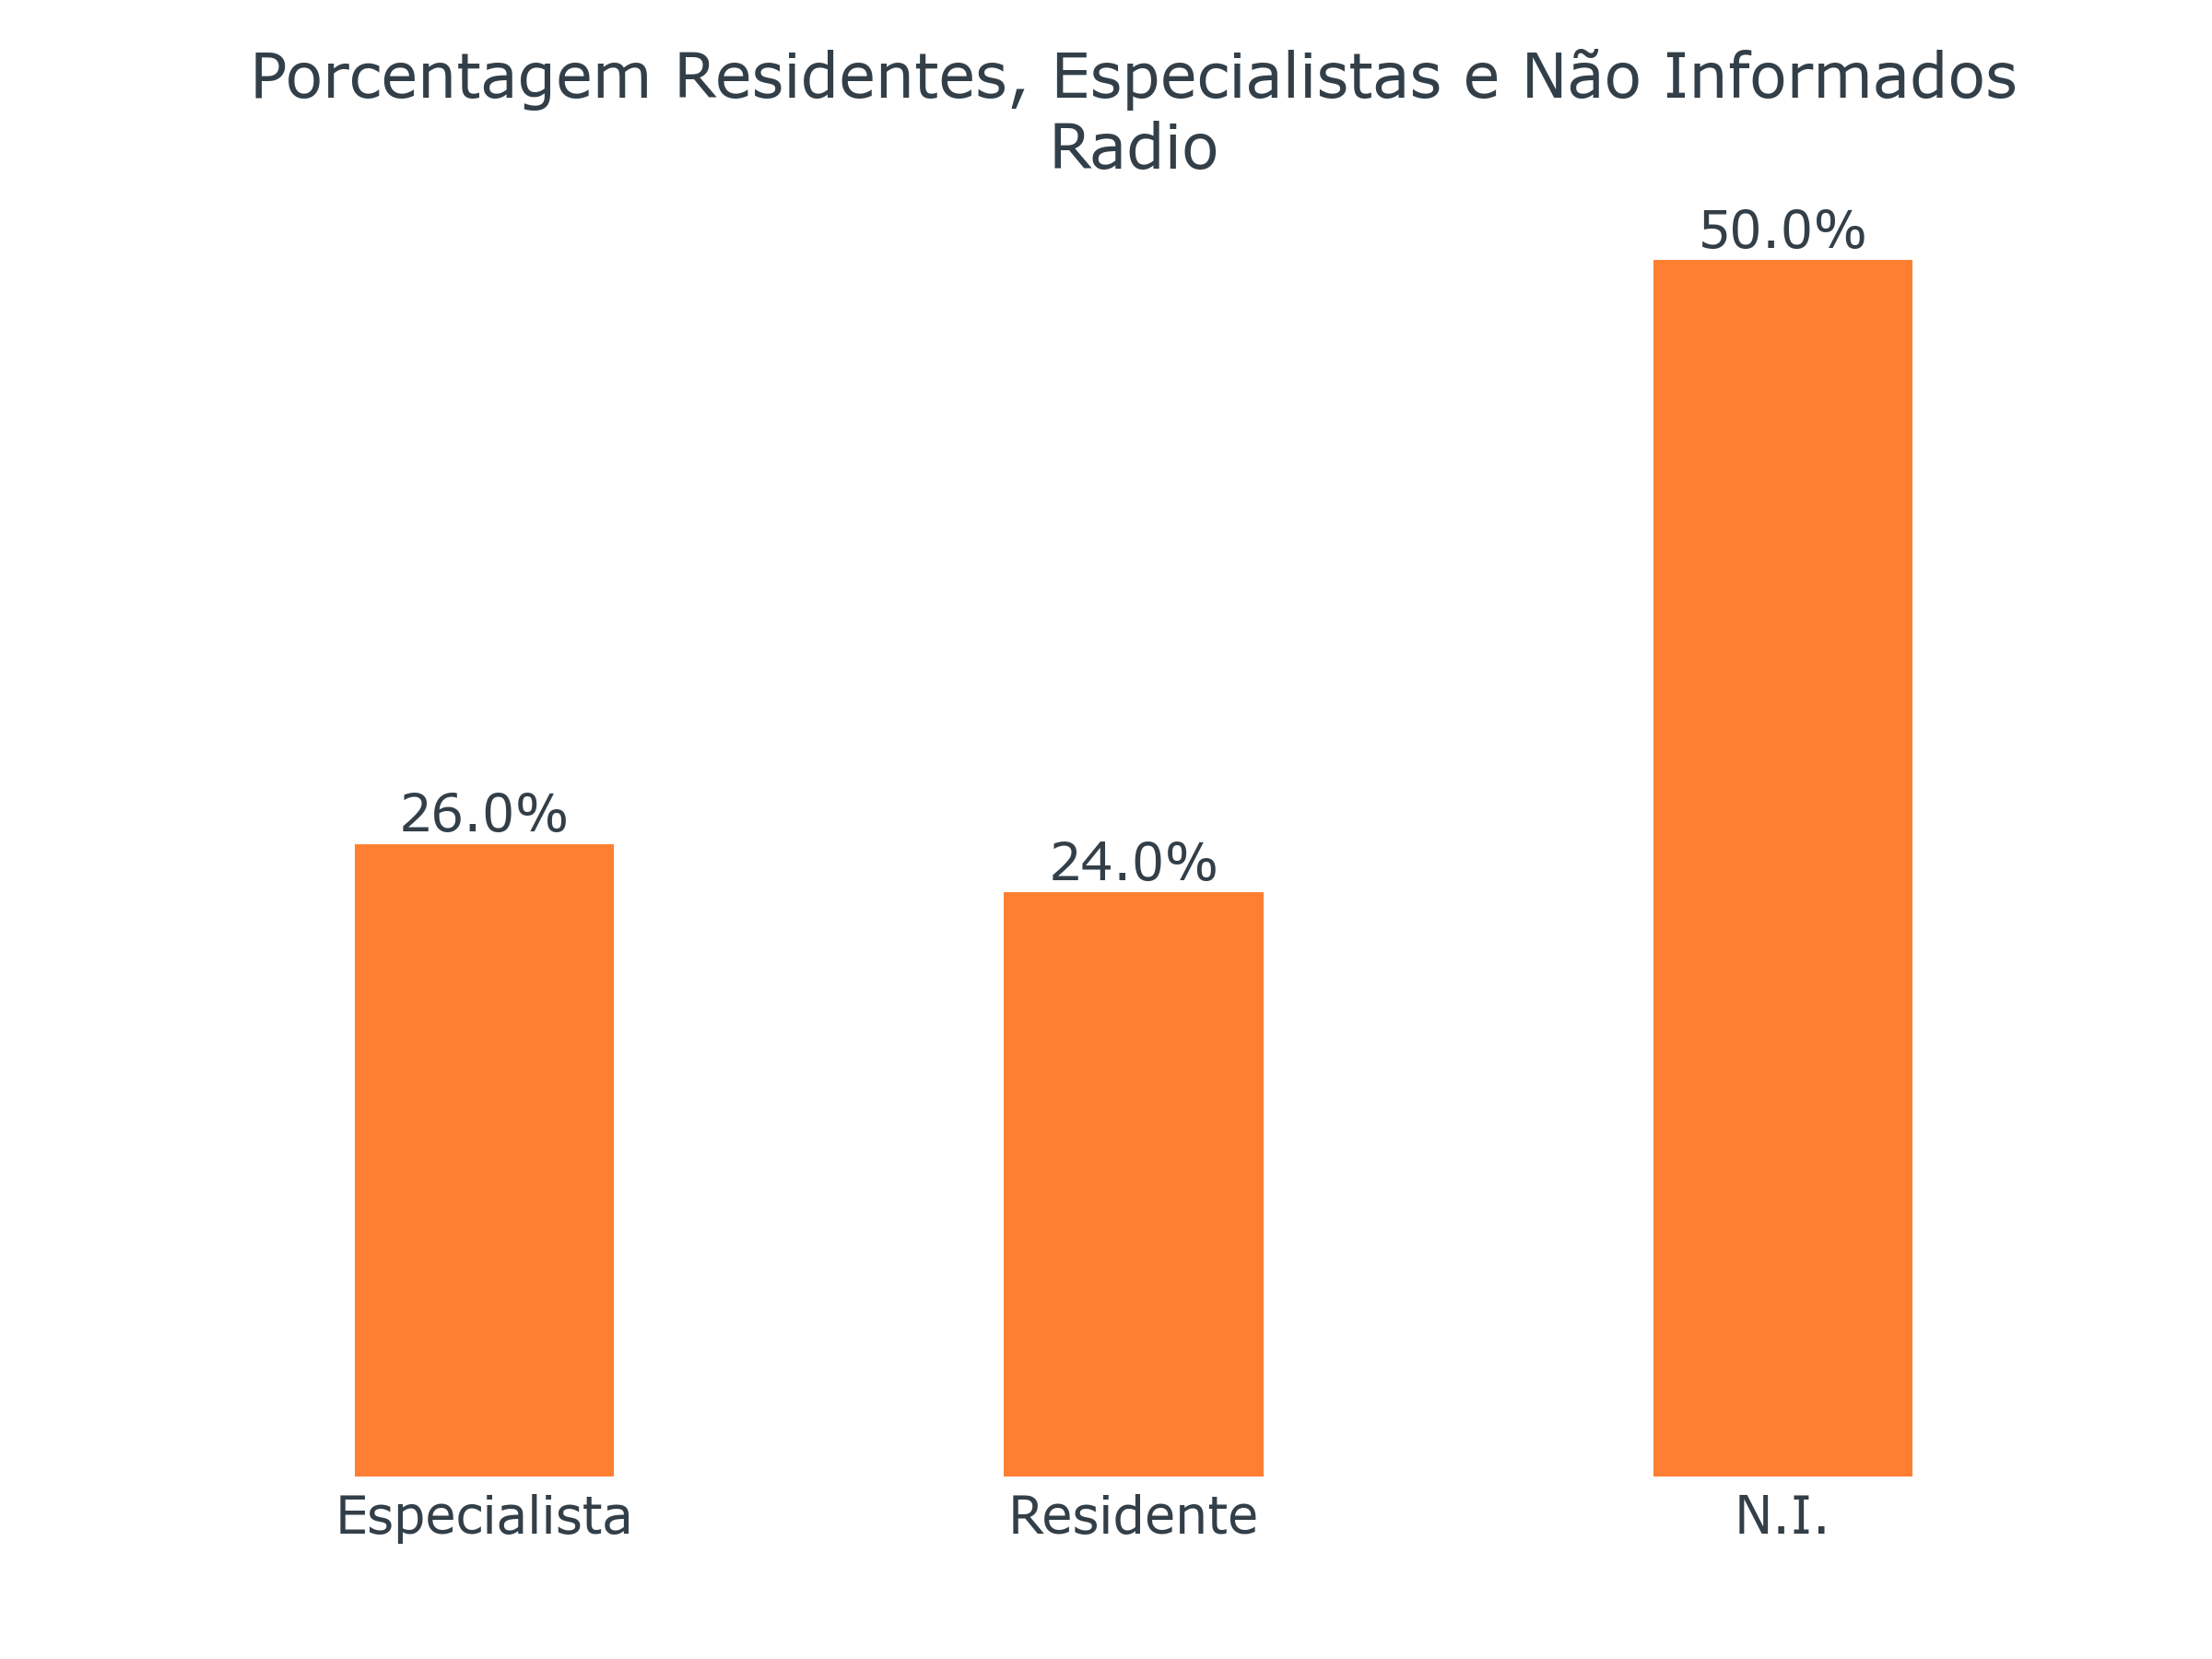 Porcentagem Residentes, Especialistas e Não Informados
Radio
50.0%
26.0%
24.0%
Especialista
Residente
N.I.